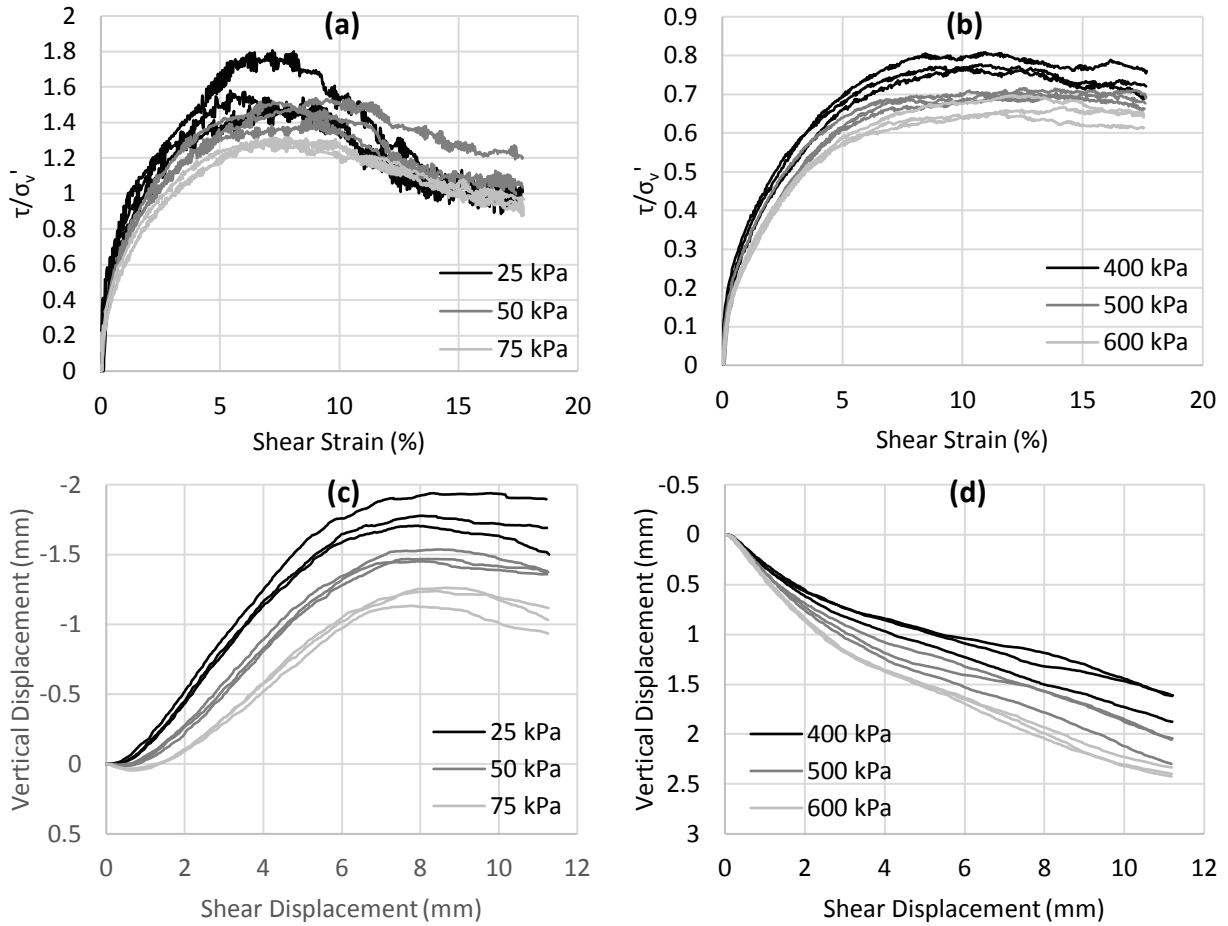 (a)
2
1.8
1.6
1.4
1.2
1
0.8
0.6
0.4
0.2
0
τ/σv'
25 kPa
50 kPa
75 kPa
0 5 10 15 20
Shear Strain (%)
(b)
0.9
0.8
0.7
0.6
0.5
0.4
0.3
0.2
0.1
0
τ/σv'
400 kPa
500 kPa
600 kPa
0 5 10 15 20
Shear Strain (%)
(c)
-2
-1.5
-1
-0.5
0
0.5
Vertical Displacement (mm)
25 kPa
50 kPa
75 kPa
0 2 4 6 8 10 12
Shear Displacement (mm)
(d)
-0.5
0
0.5
1
1.5
2
2.5
3
Vertical Displacement (mm)
400 kPa
500 kPa
600 kPa
0 2 4 6 8 10 12
Shear Displacement (mm)